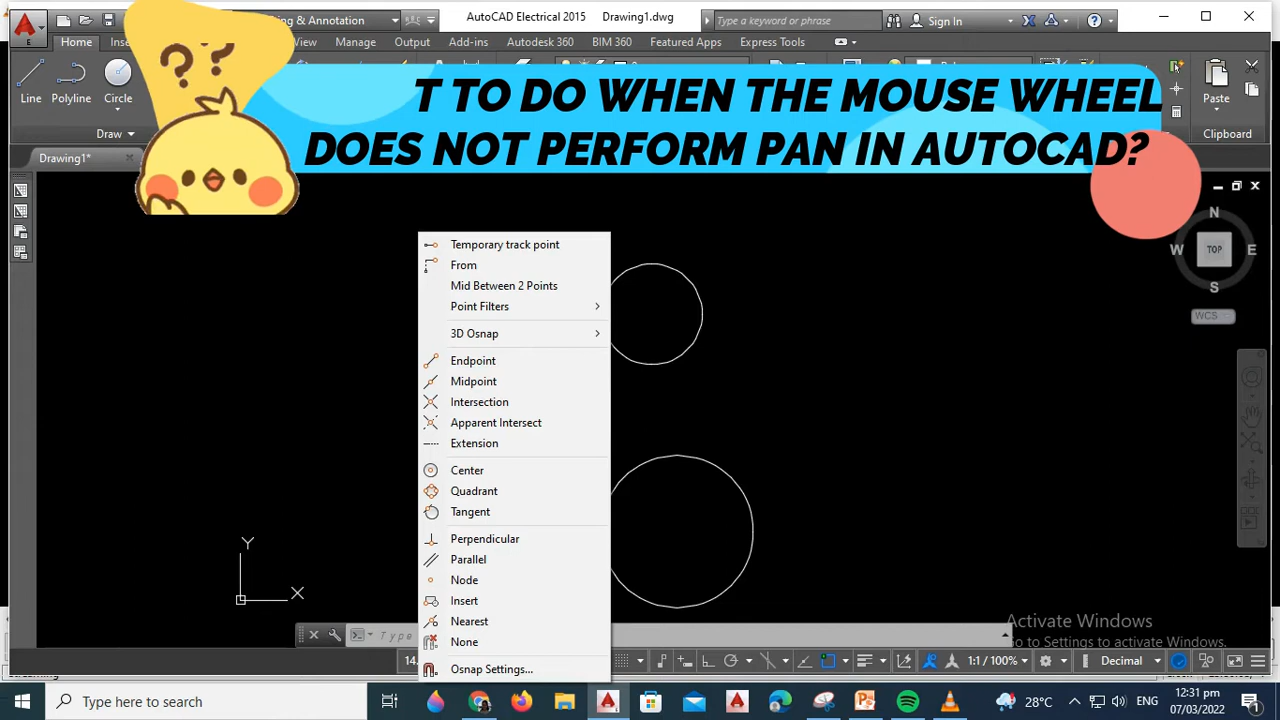 & Annotation
AutoCAD Electrical 2015 Drawing1.dwg
Type a keyword or phrase
Sign In
E
Home
View
Manage
Output
Add-ins
Autodesk 360
BIM 360
Featured Apps
Express Tools
??
T TO DO WHEN THE MOUSE WHEEL
DOES NOT PERFORM PAN IN AUTOCAD?
Line
Polyline
Circle
Paste
Draw
Clipboard
Drawing1*
N
W
TOP
E
S
WCS
Temporary track point
From
Mid Between 2 Points
Point Filters
3D Osnap
Endpoint
Midpoint
Intersection
Apparent Intersect
Extension
Center
Quadrant
Tangent
Perpendicular
Parallel
Node
Insert
Nearest
None
Osnap Settings...
Y
X
Type
Activate Windows
Go to Settings to activate Windows.
14.
1:1 / 100%
Decimal
Type here to search
28°C
ENG
12:31 pm
07/03/2022